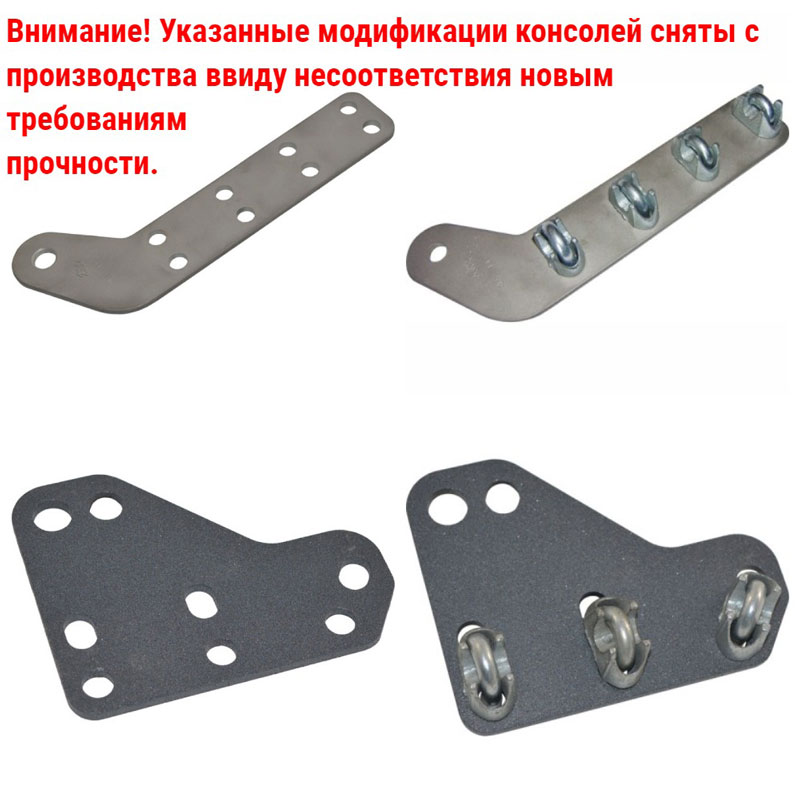 Внимание! Указанные модификации консолей сняты с
производства ввиду несоответствия новым
требованиям
прочности.